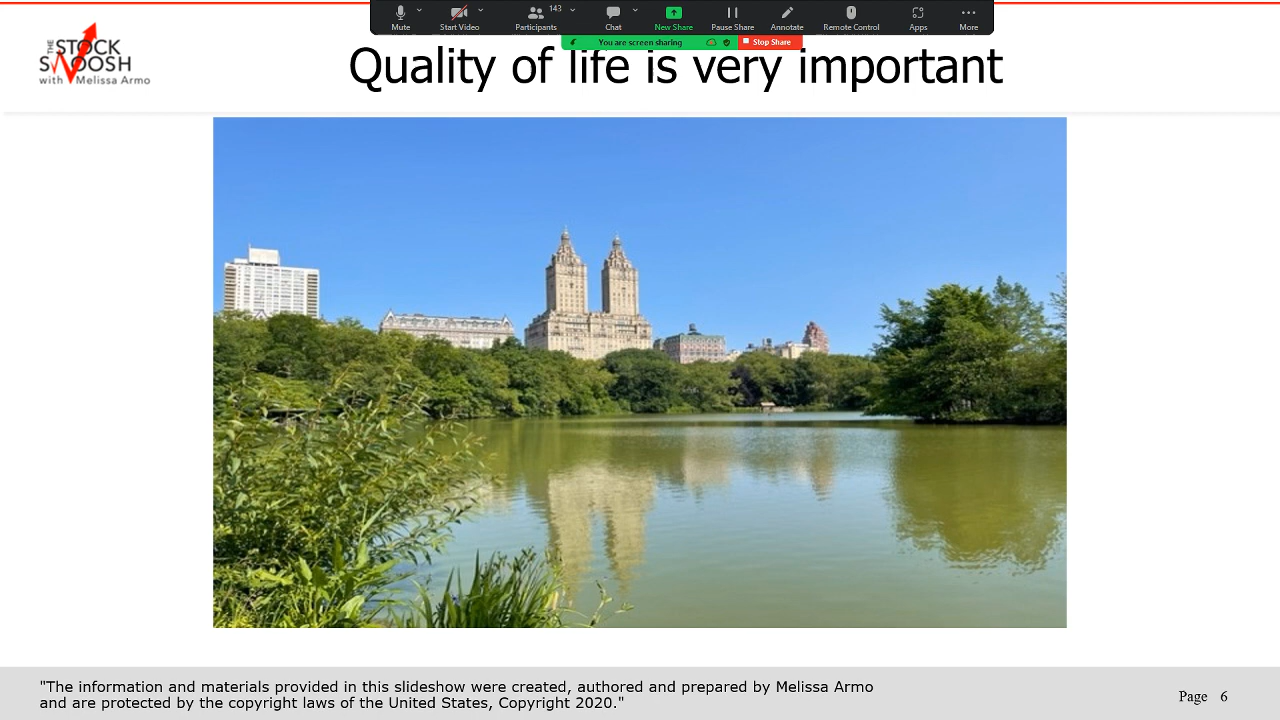 Mute
Start Video
Participants
143
Chat
New Share
Pause Share
Annotate
Remote Control
Apps
More
You are screen sharing
Stop Share
THE STOCK
SWOOSH
with Melissa Armo
Quality of life is very important
"The information and materials provided in this slideshow were created, authored and prepared by Melissa Armo
and are protected by the copyright laws of the United States, Copyright 2020."
Page 6